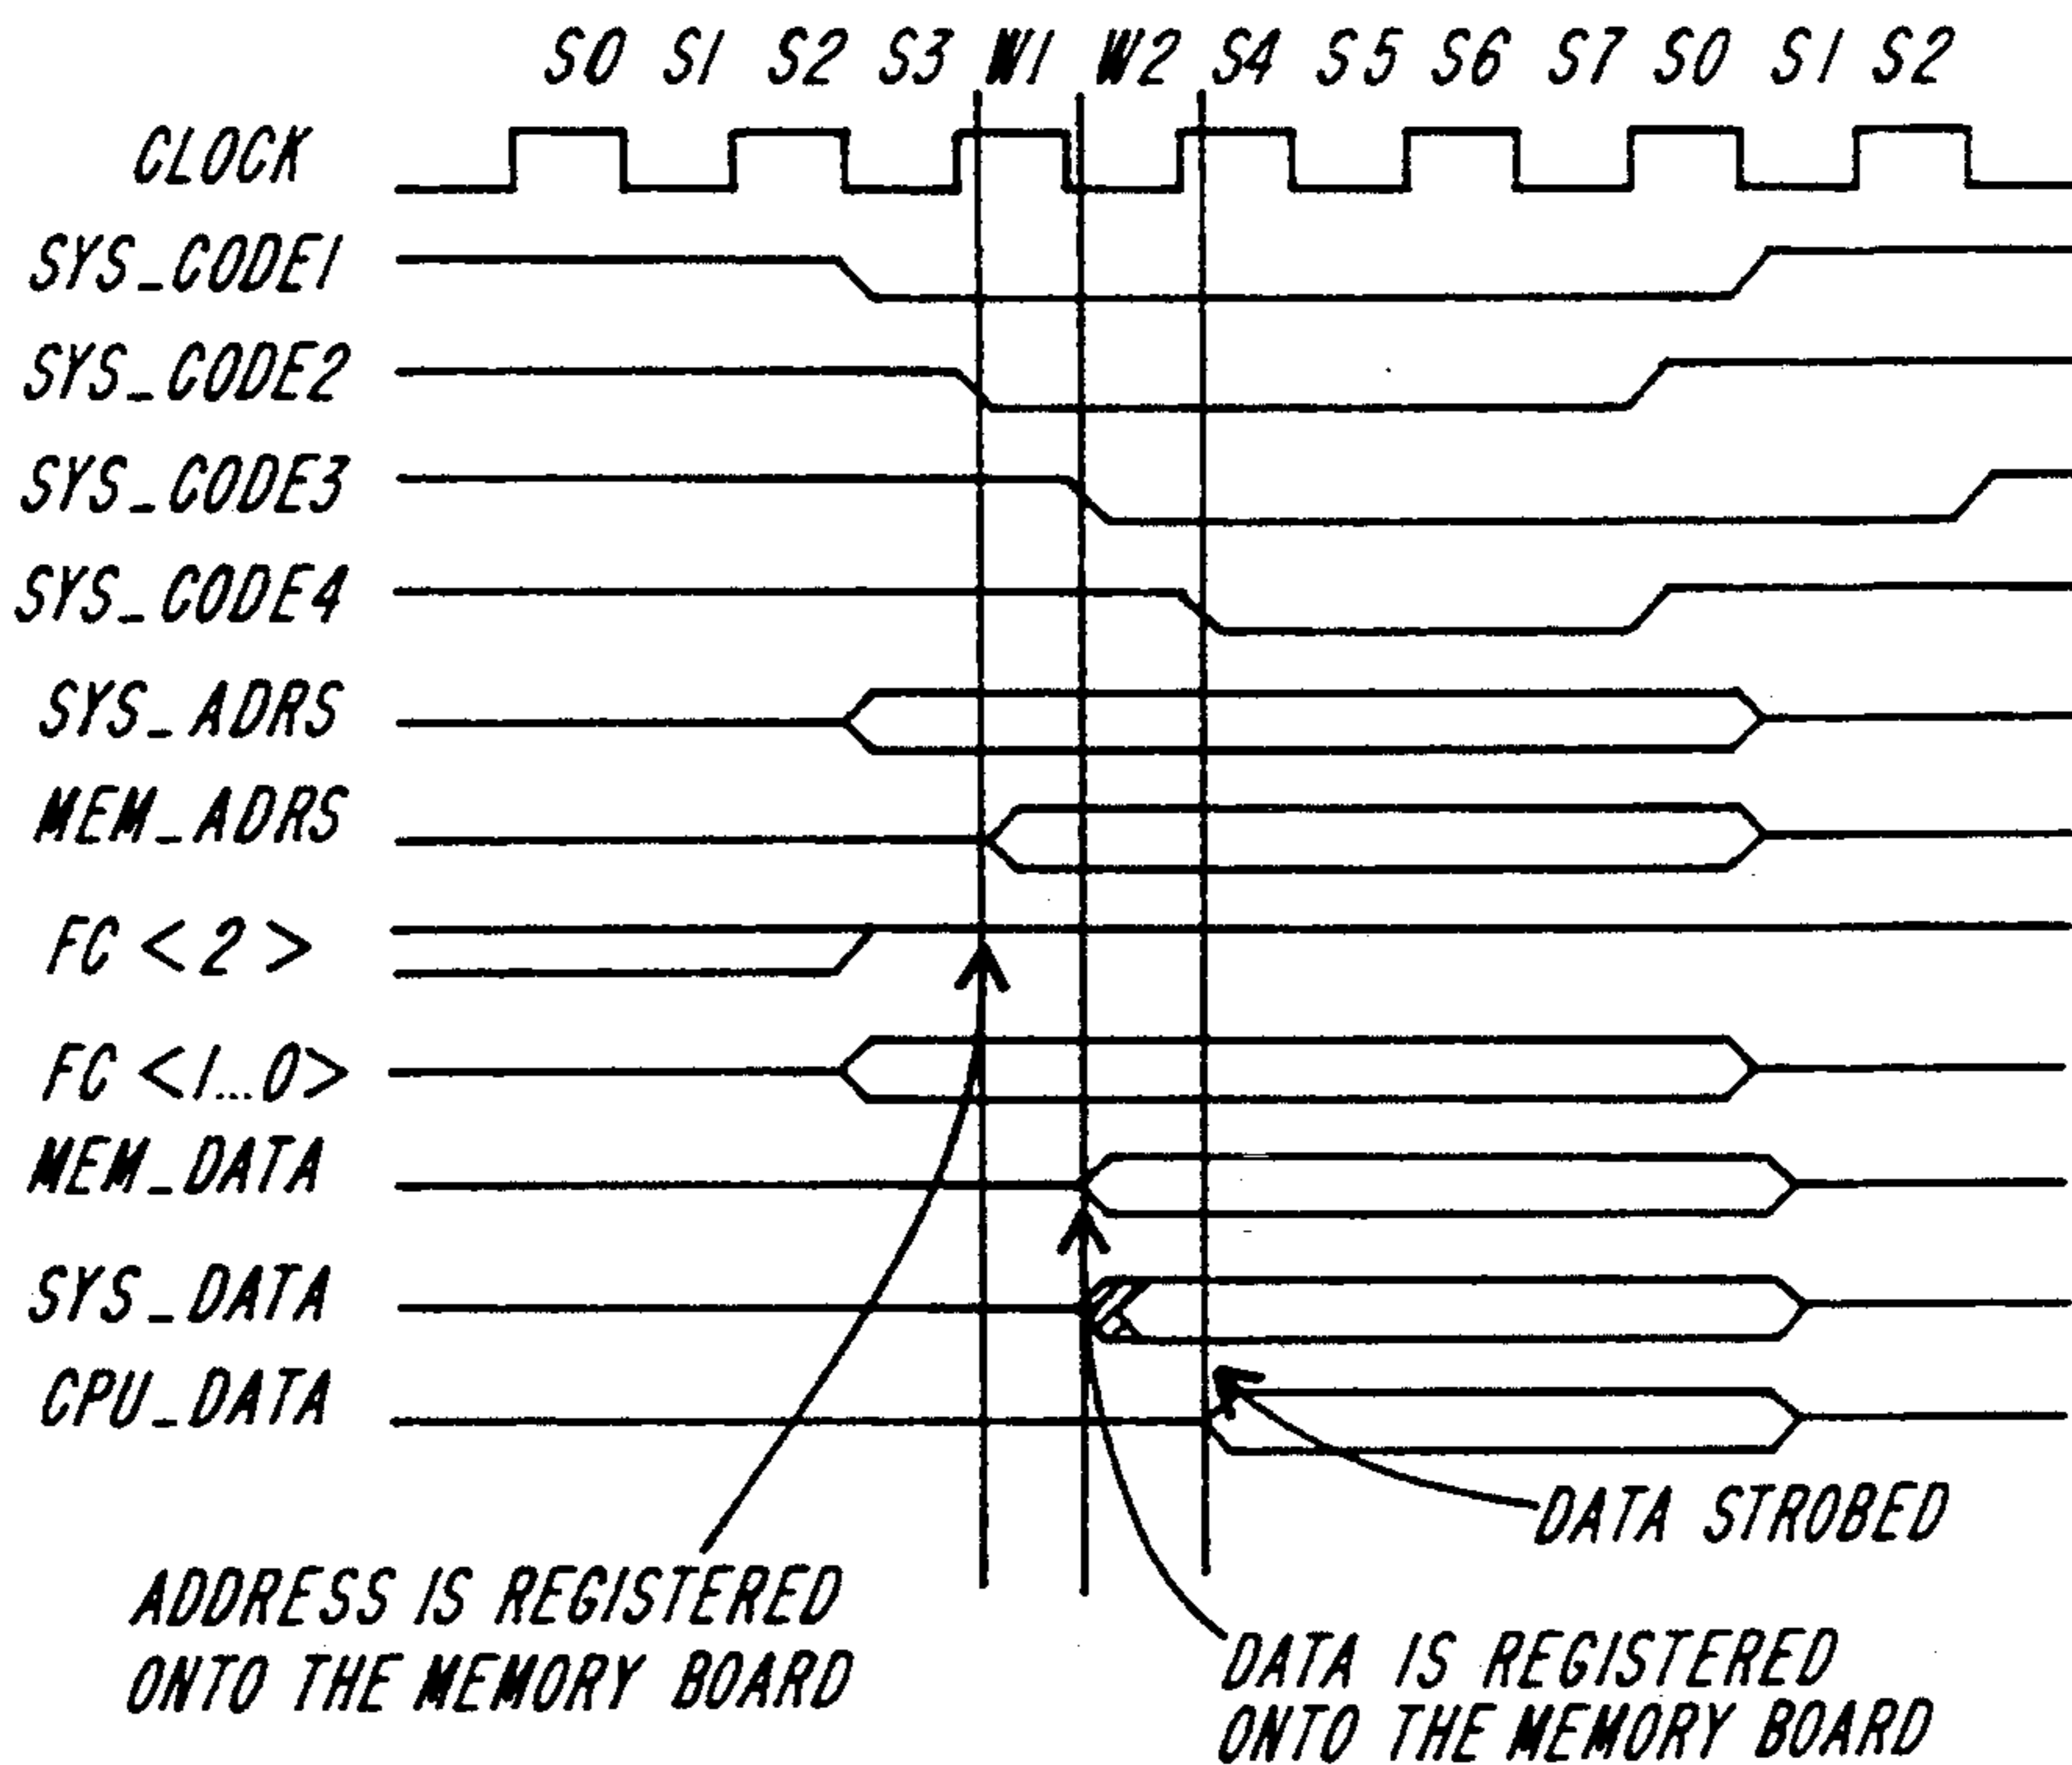 S0 S1 S2 S3 W1 W2 S4 S5 S6 S7 S0 S1 S2
CLOCK
SYS_CODE1
SYS_CODE2
SYS_CODE3
SYS_CODE4
SYS_ADRS
MEM_ADRS
FC <2>
FC <1...0>
MEM_DATA
SYS_DATA
CPU_DATA
DATA STROBED
ADDRESS IS REGISTERED
ONTO THE MEMORY BOARD
DATA IS REGISTERED
ONTO THE MEMORY BOARD